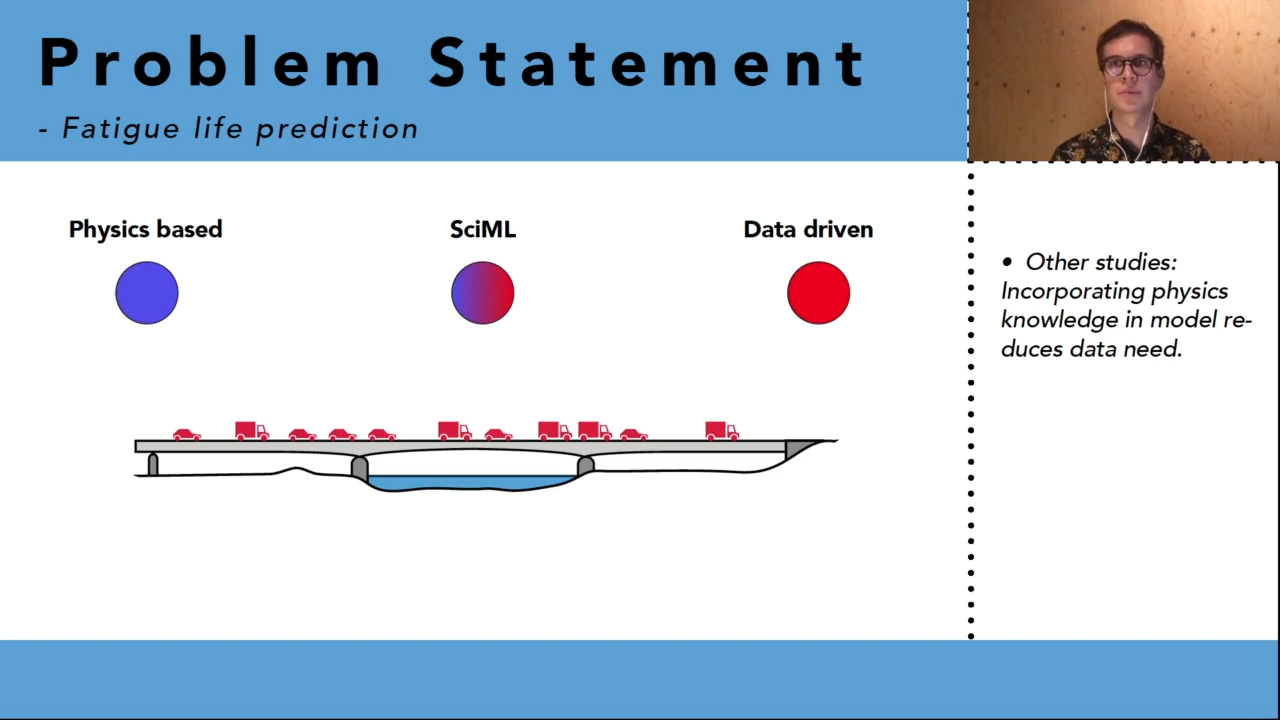 Problem Statement
- Fatigue life prediction
Physics based
SciML
Data driven
• Other studies:
Incorporating physics
knowledge in model re-
duces data need.